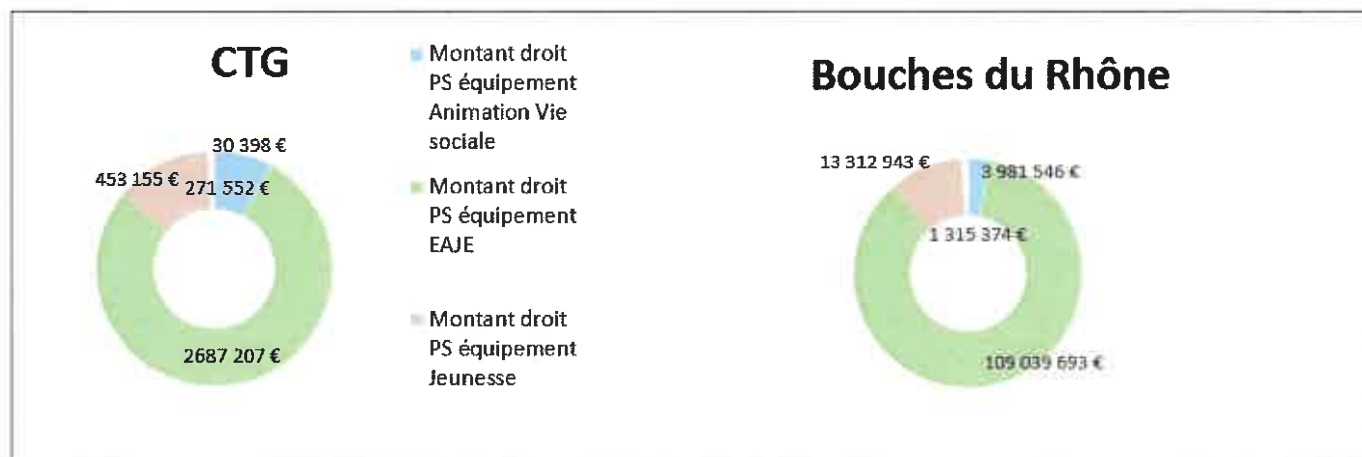 CTG
30 398 €
453 155 €
271 552 €
2687 207 €
Montant droit
PS équipement
Animation Vie
sociale
Montant droit
PS équipement
EAJE
Montant droit
PS équipement
Jeunesse
Bouches du Rhône
13 312 943 €
3 981 546 €
1 315 374 €
109 039 693 €